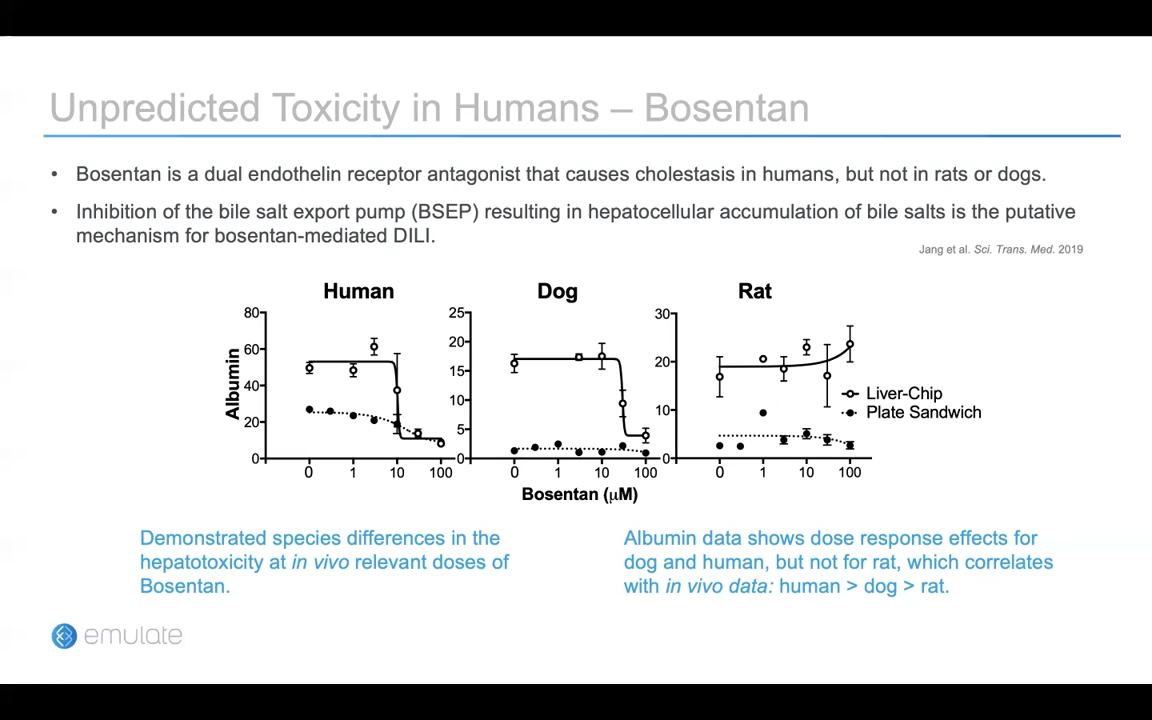 Unpredicted Toxicity in Humans – Bosentan
• Bosentan is a dual endothelin receptor antagonist that causes cholestasis in humans, but not in rats or dogs.
• Inhibition of the bile salt export pump (BSEP) resulting in hepatocellular accumulation of bile salts is the putative
mechanism for bosentan-mediated DILI.
Jang et al. Sci. Trans. Med. 2019
Human
Dog
Rat
Albumin
80
60
40
20
0
0 1 10 100
25
20
15
10
5
0
0 1 10 100
30
20
10
0
0 1 10 100
Liver-Chip
Plate Sandwich
Bosentan (μM)
Demonstrated species differences in the
hepatotoxicity at in vivo relevant doses of
Bosentan.
Albumin data shows dose response effects for
dog and human, but not for rat, which correlates
with in vivo data: human > dog > rat.
emulate